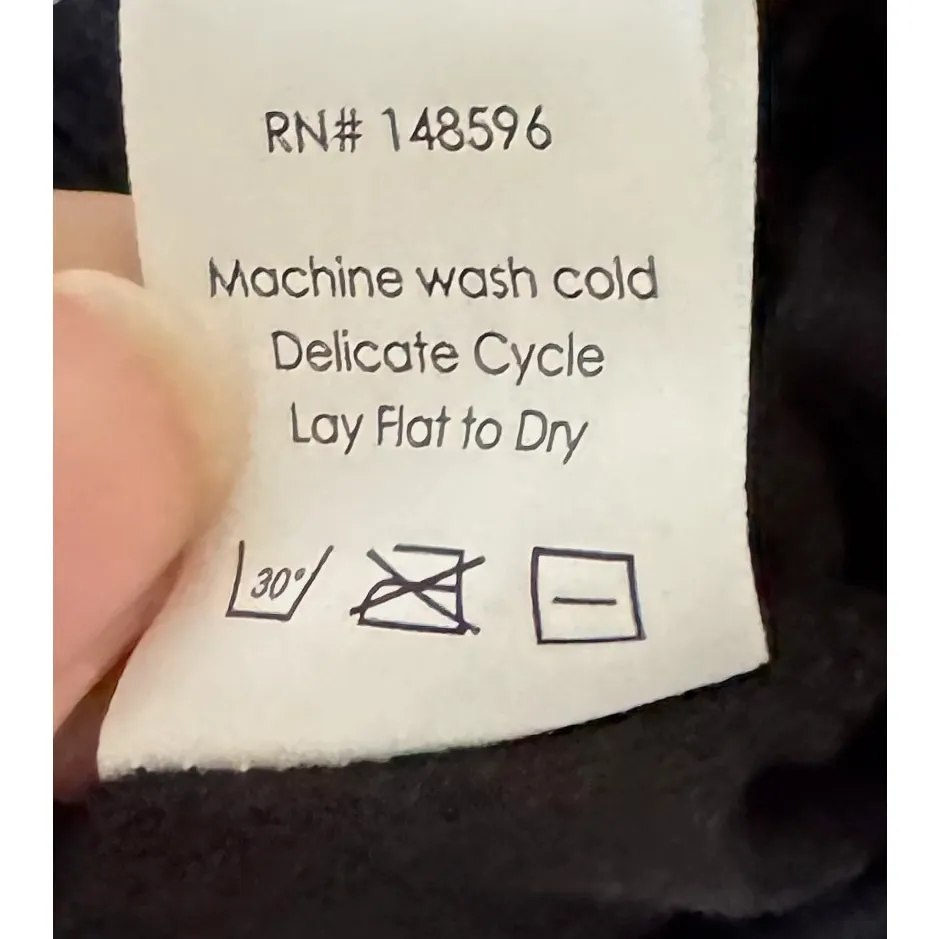 RN# 148596
Machine wash cold
Delicate Cycle
Lay Flat to Dry
30°